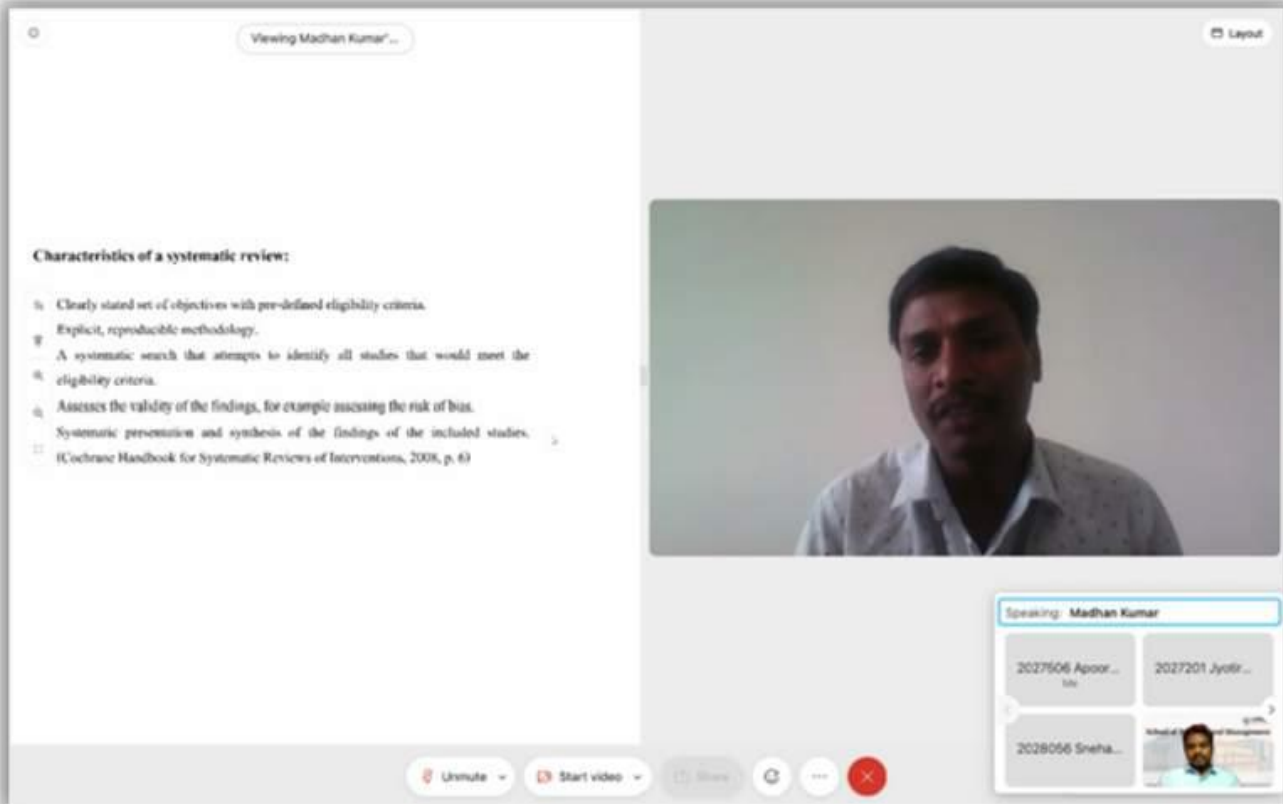 Viewing Madhan Kumar'...
Layout
Characteristics of a systematic review:
Clearly stated set of objectives with pre-defined eligibility criteria.
Explicit, reproducible methodology.
A systematic search that attempts to identify all studies that would meet the
eligibility criteria.
Assesses the validity of the findings, for example assessing the risk of bias.
Systematic presentation and synthesis of the findings of the included studies.
(Cochrane Handbook for Systematic Reviews of Interventions, 2008, p. 6)
Speaking: Madhan Kumar
2027506 Apoor...
Me
2027201 Jyotir...
2028056 Sneha...
School of Management
Unmute
Start video
Share